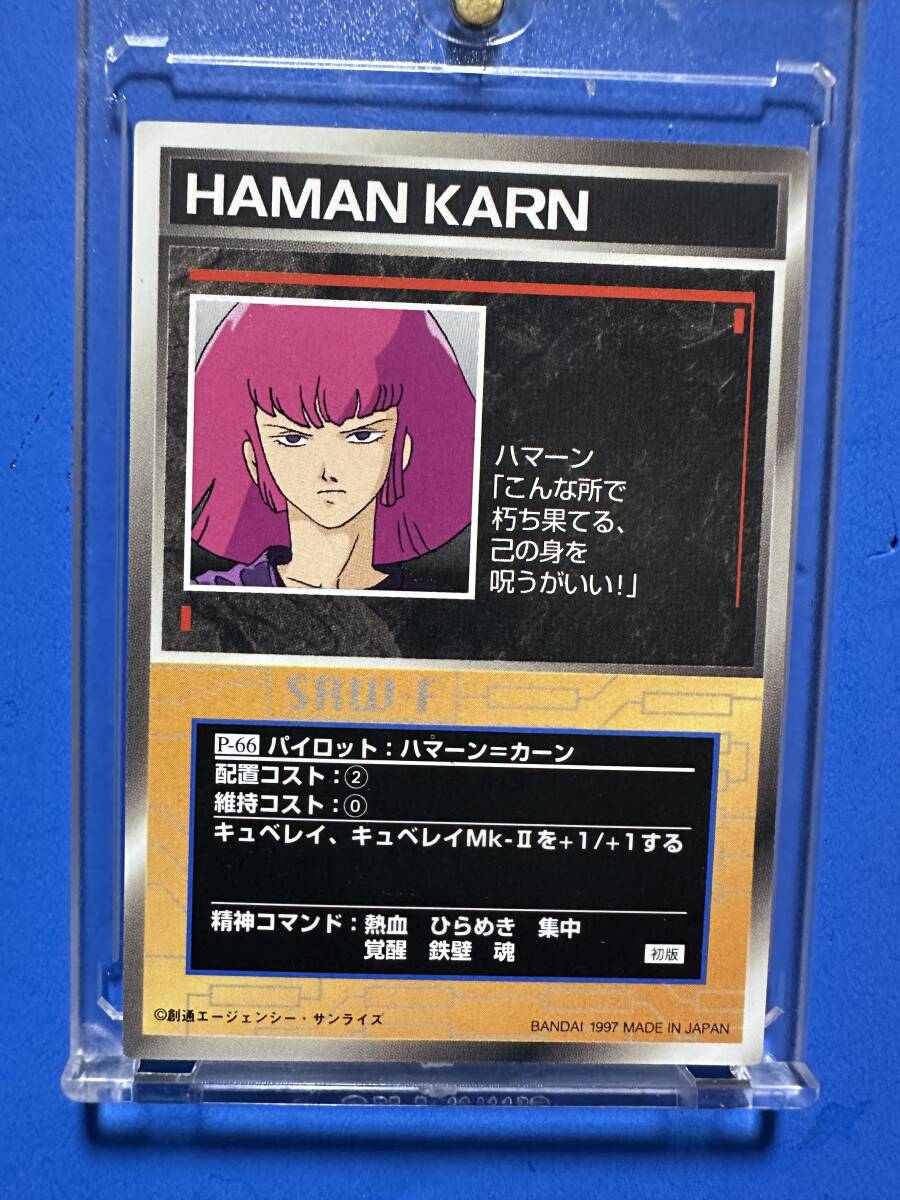 HAMAN KARN
ハマーン
「こんな所で
朽ち果てる、
己の身を
呪うがいい!」
SRW·F
P-66 パイロット：ハマーン=カーン
配置コスト：②
維持コスト：⓪
キュベレイ、キュベレイMk-Ⅱを+1/+1する
精神コマンド：熱血 ひらめき 集中
覚醒 鉄壁 魂
初版
©創通エージェンシー・サンライズ
BANDAI 1997 MADE IN JAPAN